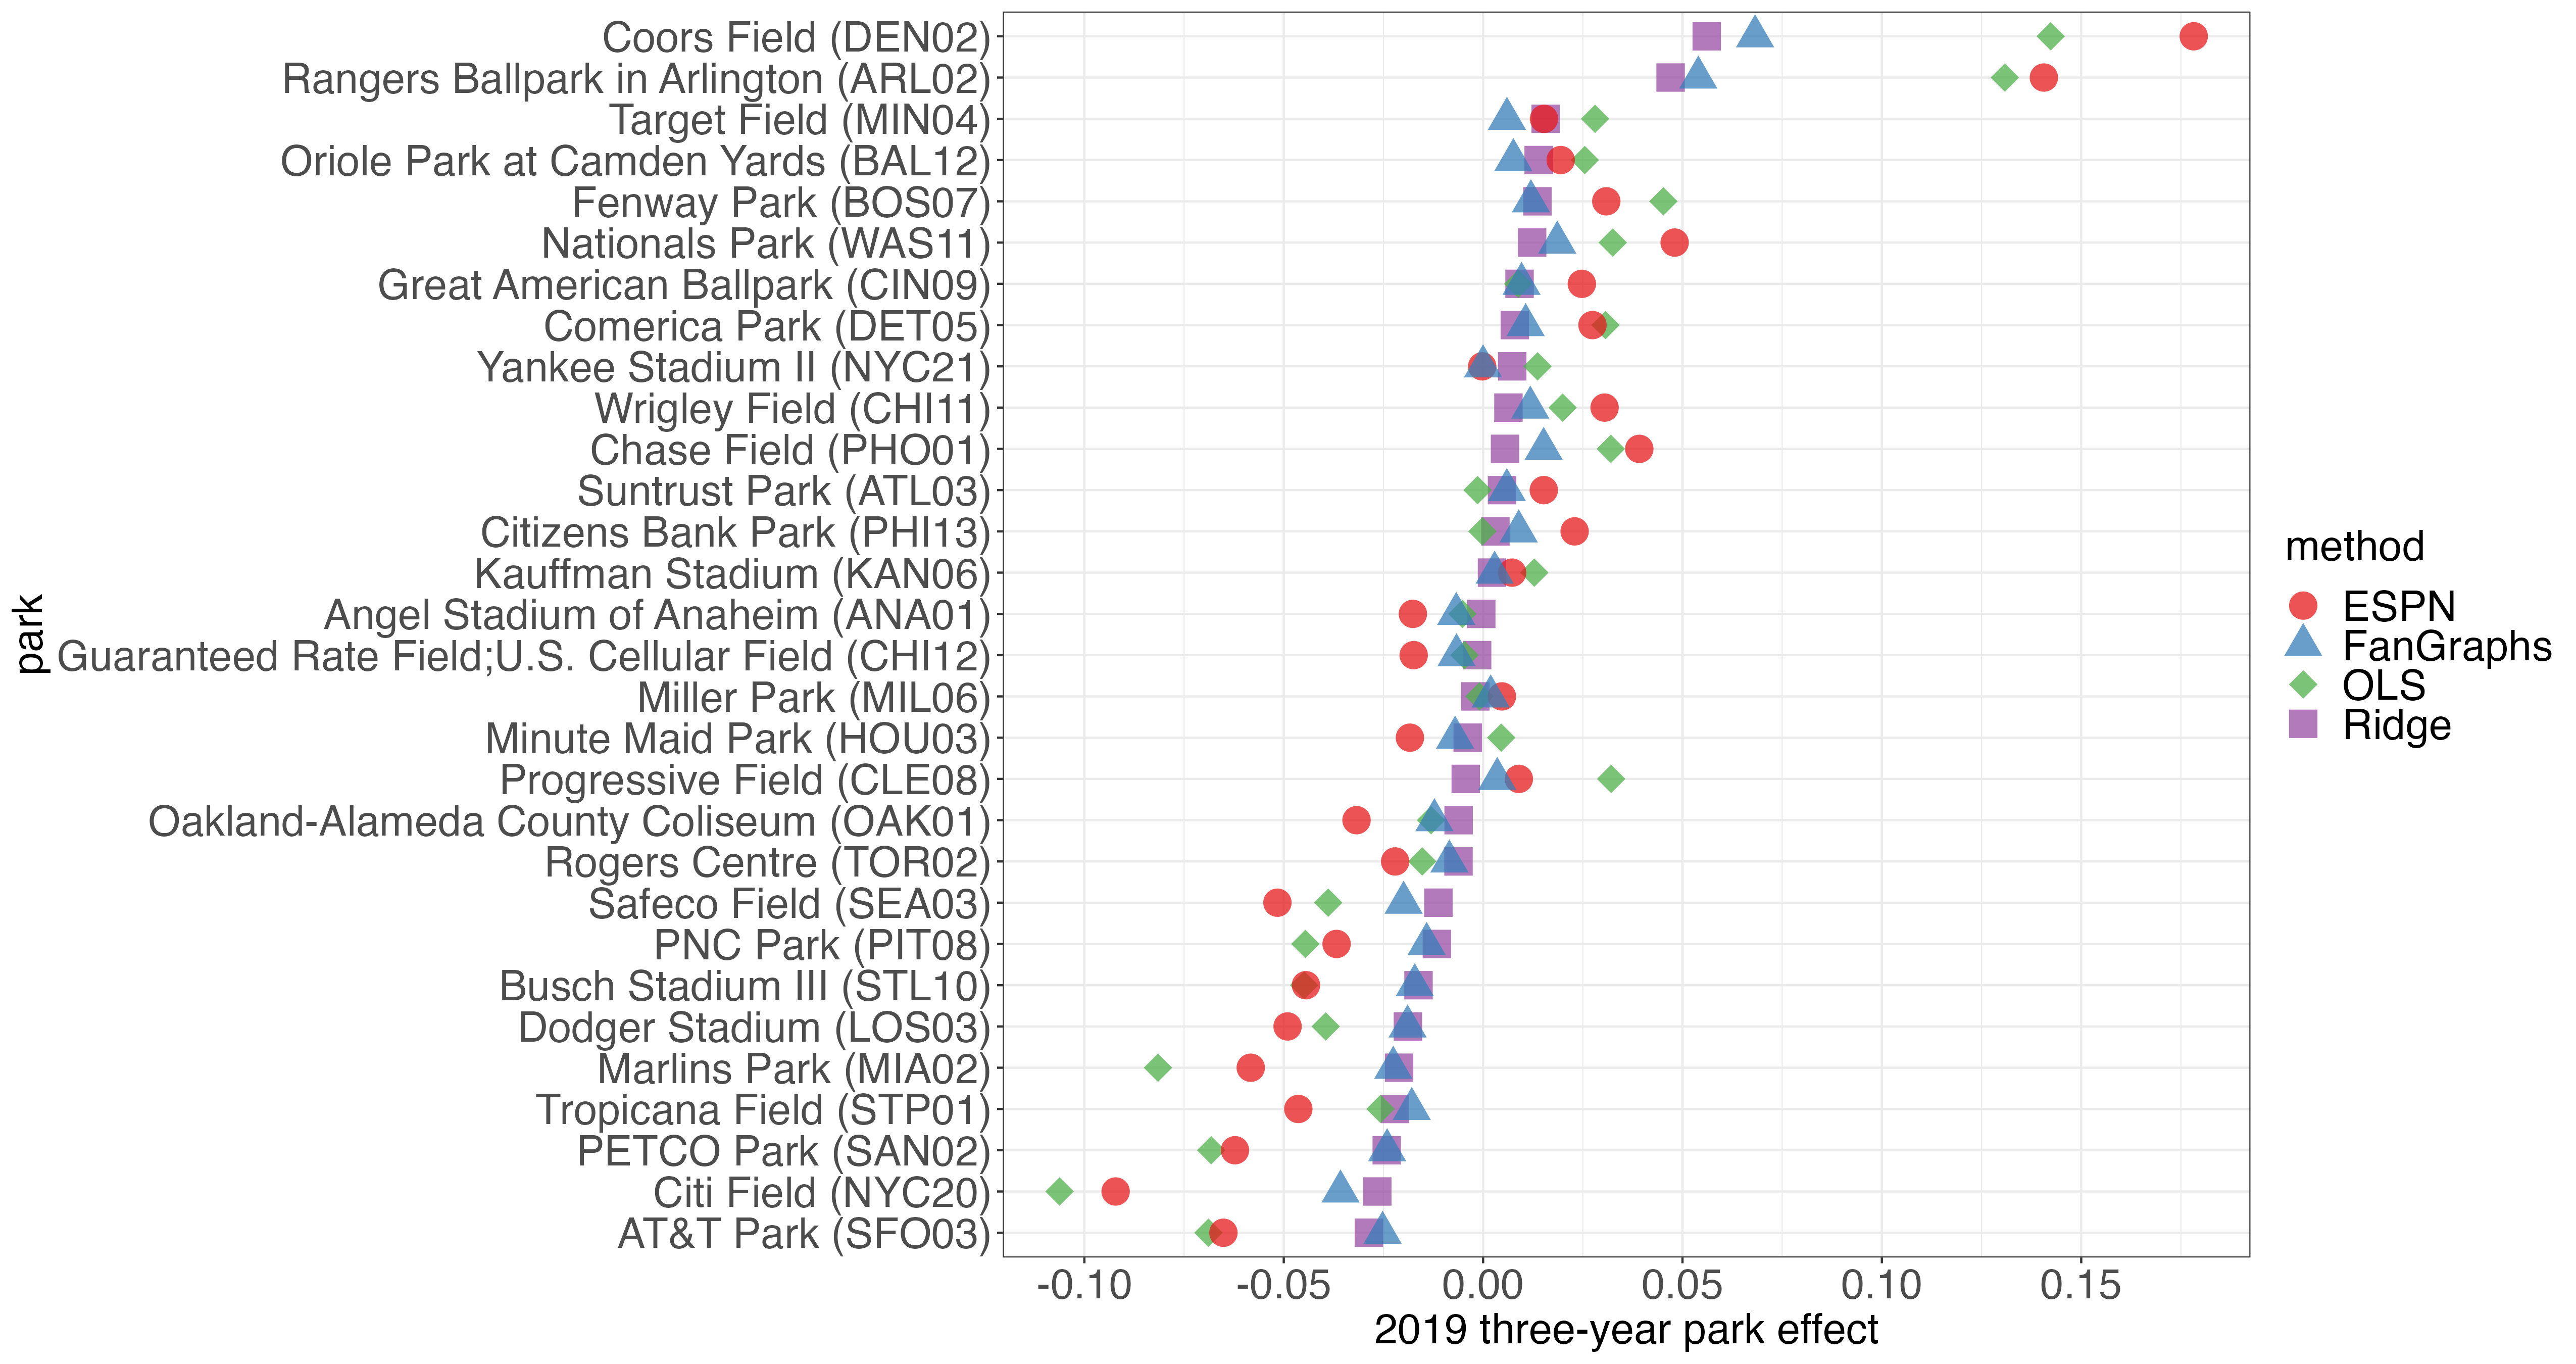 Coors Field (DEN02)
Rangers Ballpark in Arlington (ARL02)
Target Field (MIN04)
Oriole Park at Camden Yards (BAL12)
Fenway Park (BOS07)
Nationals Park (WAS11)
Great American Ballpark (CIN09)
Comerica Park (DET05)
Yankee Stadium II (NYC21)
Wrigley Field (CHI11)
Chase Field (PHO01)
Suntrust Park (ATL03)
Citizens Bank Park (PHI13)
Kauffman Stadium (KAN06)
Angel Stadium of Anaheim (ANA01)
Guaranteed Rate Field;U.S. Cellular Field (CHI12)
Miller Park (MIL06)
Minute Maid Park (HOU03)
Progressive Field (CLE08)
Oakland-Alameda County Coliseum (OAK01)
Rogers Centre (TOR02)
Safeco Field (SEA03)
PNC Park (PIT08)
Busch Stadium III (STL10)
Dodger Stadium (LOS03)
Marlins Park (MIA02)
Tropicana Field (STP01)
PETCO Park (SAN02)
Citi Field (NYC20)
AT&T Park (SFO03)
park
-0.10 -0.05 0.00 0.05 0.10 0.15
2019 three-year park effect
method
ESPN
FanGraphs
OLS
Ridge